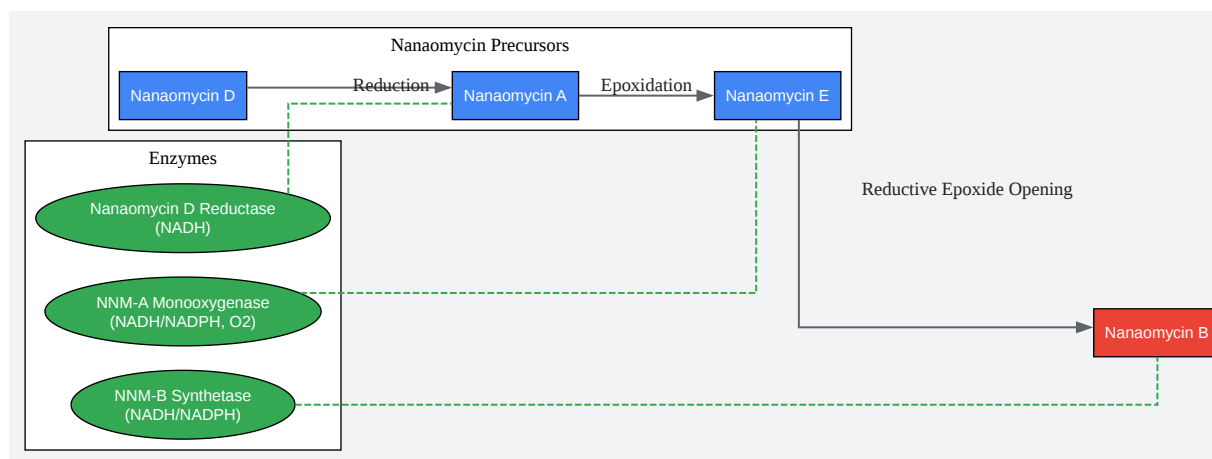 Nanaomycin Precursors
Nanaomycin D
Reduction
Nanaomycin A
Epoxidation
Nanaomycin E
Enzymes
Nanaomycin D Reductase
(NADH)
NNM-A Monooxygenase
(NADH/NADPH, O2)
NNM-B Synthetase
(NADH/NADPH)
Reductive Epoxide Opening
Nanaomycin B